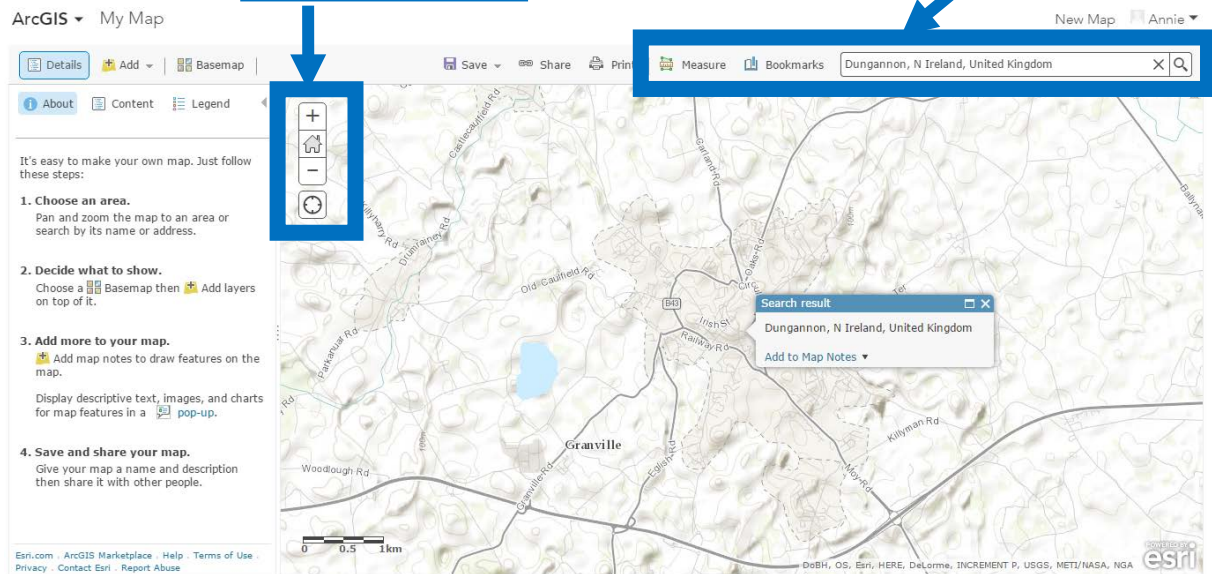 ArcGIS ▾ My Map
New Map Annie ▼
Details Add Basemap
Save Share Print Measure Bookmarks Dungannon, N Ireland, United Kingdom
About Content Legend
It's easy to make your own map. Just follow
these steps:
1. Choose an area.
Pan and zoom the map to an area or
search by its name or address.
2. Decide what to show.
Choose a Basemap then Add layers
on top of it.
3. Add more to your map.
Add map notes to draw features on the
map.
Display descriptive text, images, and charts
for map features in a pop-up.
4. Save and share your map.
Give your map a name and description
then share it with other people.
Esri.com . ArcGIS Marketplace . Help . Terms of Use .
Privacy . Contact Esri . Report Abuse
+
−
Castlecaulfield Rd
Garland-Rd
Killyharry Rd
Drumrainey Rd
100m
Old-Caulfield Rd
Oaks-Rd
B43
Irish St
Railway Rd
Search result
Dungannon, N Ireland, United Kingdom
Add to Map Notes ▼
Parkanaur Rd
Rd
Killyman Rd
100m
Granville
Woodlough Rd
Granville-Rd
English-Rd
Moy-Rd
0 0.5 1km
DoBH, OS, Esri, HERE, DeLorme, INCREMENT P, USGS, METI/NASA, NGA
POWERED BY
esri